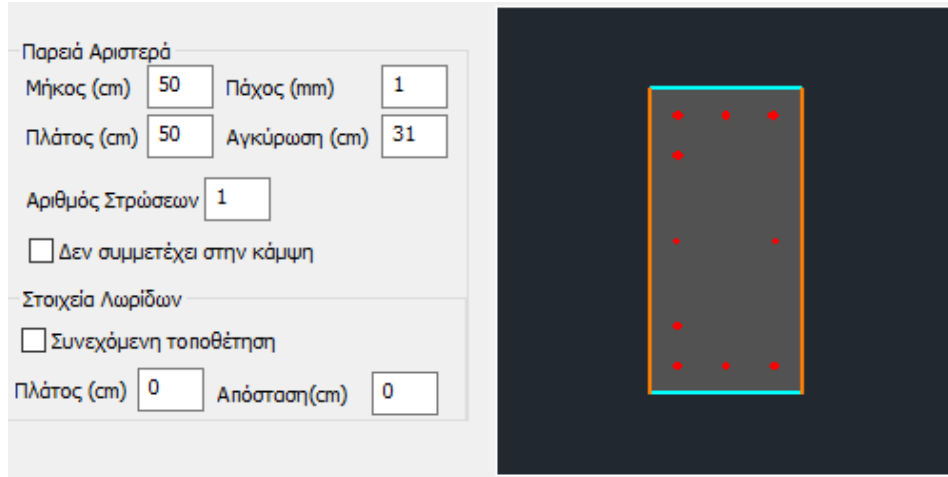 Παρειά Αριστερά
Μήκος (cm) 50 Πάχος (mm) 1
Πλάτος (cm) 50 Αγκύρωση (cm) 31
Αριθμός Στρώσεων 1
Δεν συμμετέχει στην κάμψη
Στοιχεία Λωρίδων
Συνεχόμενη τοποθέτηση
Πλάτος (cm) 0 Απόσταση(cm) 0